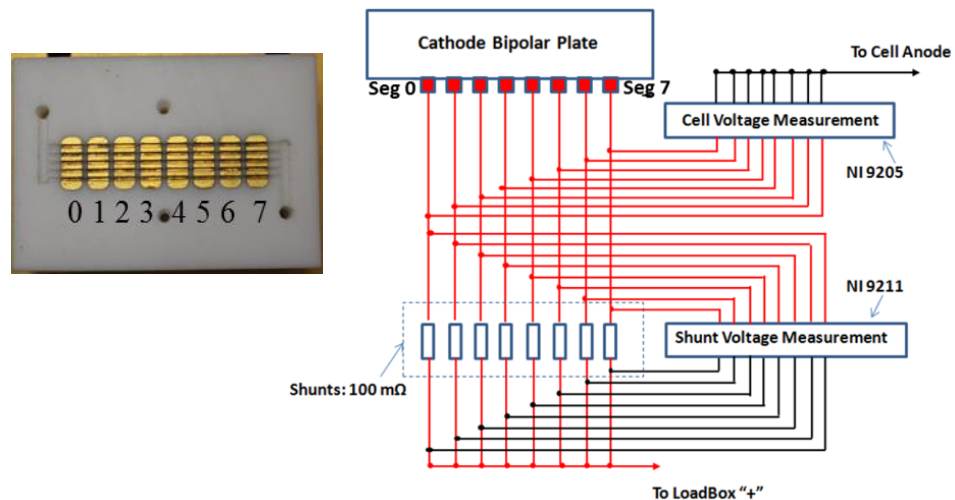 Cathode Bipolar Plate
Seg 0
Seg 7
To Cell Anode
Cell Voltage Measurement
NI 9205
0 1 2 3 4 5 6 7
NI 9211
Shunt Voltage Measurement
Shunts: 100 mΩ
To LoadBox “+”